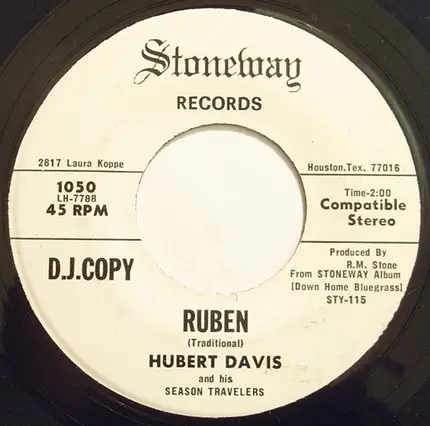 Stoneway
RECORDS
2817 Laura Koppe
Houston.Tex. 77016
1050
LH-7788
45 RPM
Time-2:00
Compatible
Stereo
D.J.COPY
Produced By
R.M. Stone
From STONEWAY Album
[Down Home Bluegrass]
STY-115
RUBEN
(Traditional)
HUBERT DAVIS
and his
SEASON TRAVELERS